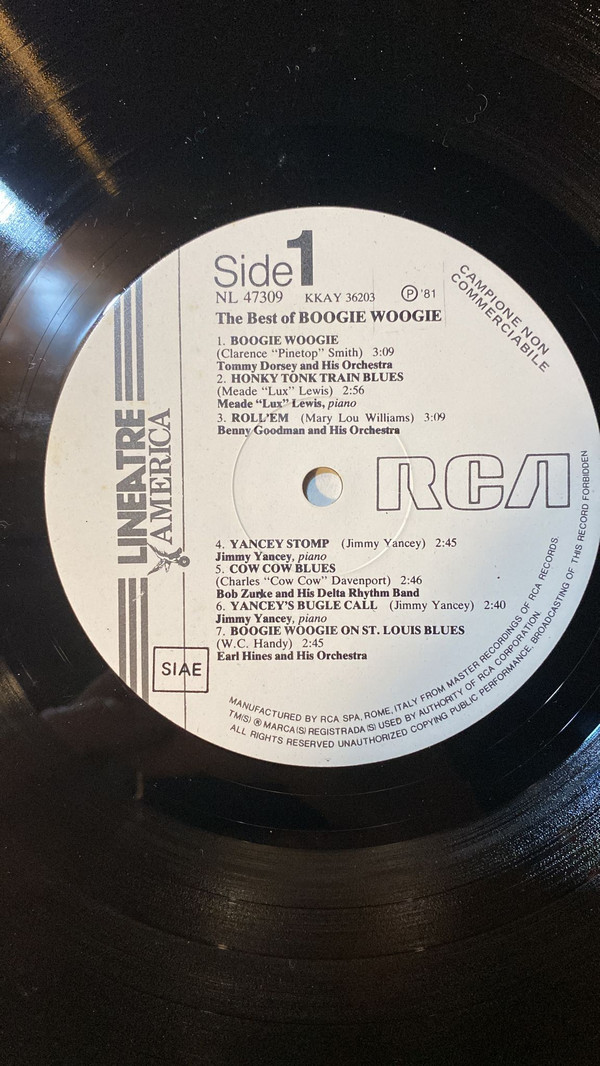 Side 1
NL 47309 KKAY 36203 Ⓟ '81
The Best of BOOGIE WOOGIE
CAMPIONE NON
COMMERCIABILE
1. BOOGIE WOOGIE
(Clarence "Pinetop" Smith) 3:09
Tommy Dorsey and His Orchestra
2. HONKY TONK TRAIN BLUES
(Meade "Lux" Lewis) 2:56
Meade "Lux" Lewis, piano
3. ROLL'EM (Mary Lou Williams) 3:09
Benny Goodman and His Orchestra
LINEATRE
AMERICA
RCA
4. YANCEY STOMP (Jimmy Yancey) 2:45
Jimmy Yancey, piano
5. COW COW BLUES
(Charles "Cow Cow" Davenport) 2:46
Bob Zurke and His Delta Rhythm Band
6. YANCEY'S BUGLE CALL (Jimmy Yancey) 2:40
Jimmy Yancey, piano
7. BOOGIE WOOGIE ON ST. LOUIS BLUES
(W.C. Handy) 2:45
Earl Hines and His Orchestra
SIAE
MANUFACTURED BY RCA SPA, ROME, ITALY FROM MASTER RECORDINGS OF RCA RECORDS
TM(S) ® MARCA(S) REGISTRADA(S) USED BY AUTHORITY OF RCA CORPORATION.
ALL RIGHTS RESERVED UNAUTHORIZED COPYING PUBLIC PERFORMANCE, BROADCASTING OF THIS RECORD FORBIDDEN